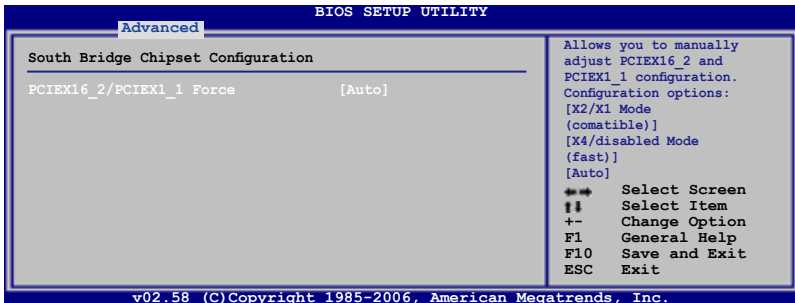 BIOS SETUP UTILITY
Advanced
South Bridge Chipset Configuration
PCIEX16_2/PCIEX1_1 Force [Auto]
Allows you to manually
adjust PCIEX16_2 and
PCIEX1_1 configuration.
Configuration options:
[X2/X1 Mode
(comatible)]
[X4/disabled Mode
(fast)]
[Auto]
←→ Select Screen
↑↓ Select Item
+- Change Option
F1 General Help
F10 Save and Exit
ESC Exit
v02.58 (C)Copyright 1985-2006, American Megatrends, Inc.